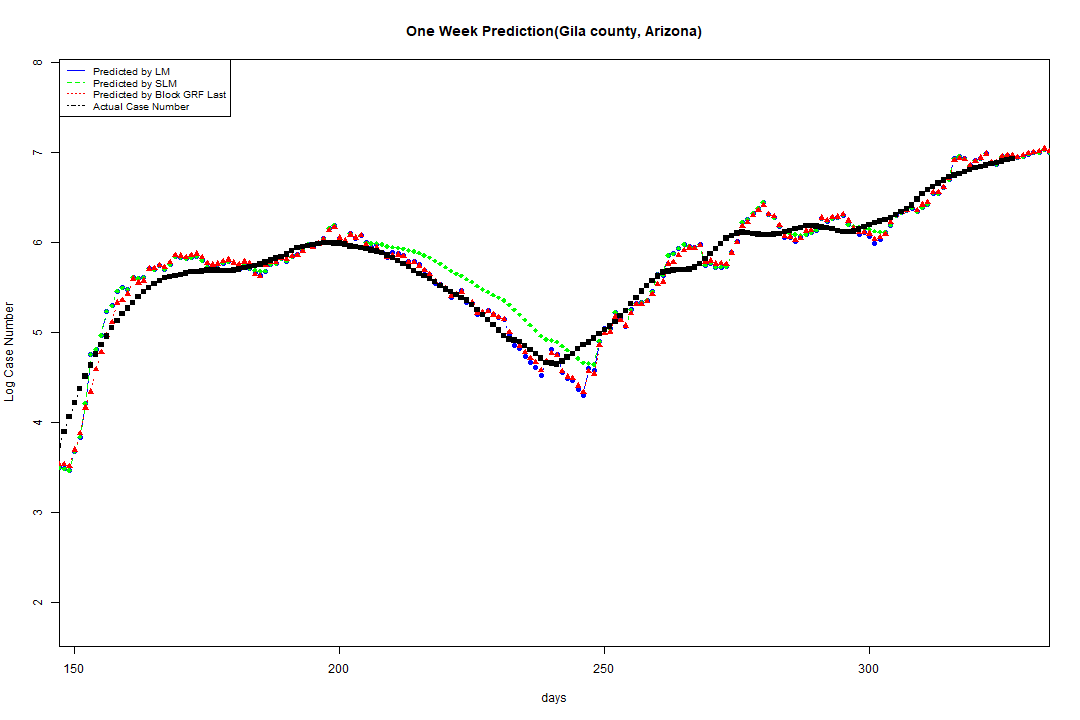 One Week Prediction(Gila county, Arizona)
Predicted by LM
Predicted by SLM
Predicted by Block GRF Last
Actual Case Number
8
7
6
5
4
3
2
Log Case Number
150
200
250
300
days